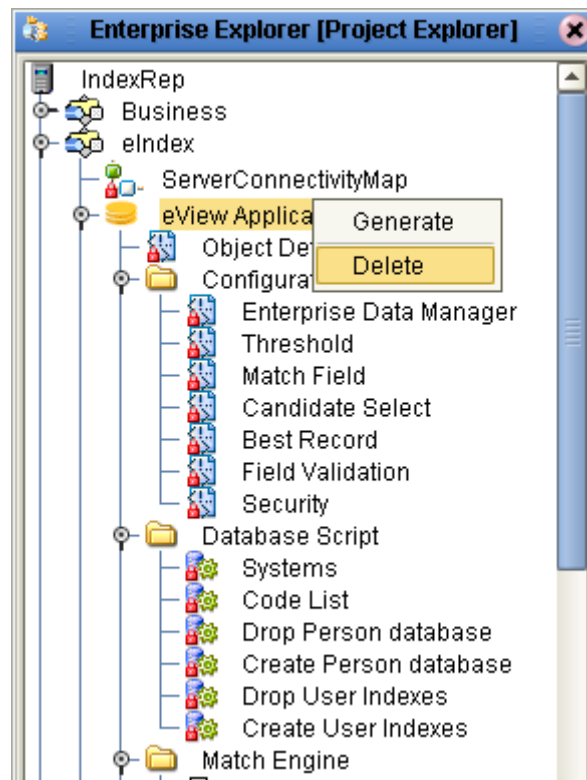 Enterprise Explorer [Project Explorer]
IndexRep
Business
eIndex
ServerConnectivityMap
eView Applica
Generate
Object De
Delete
Configura
Enterprise Data Manager
Threshold
Match Field
Candidate Select
Best Record
Field Validation
Security
Database Script
Systems
Code List
Drop Person database
Create Person database
Drop User Indexes
Create User Indexes
Match Engine